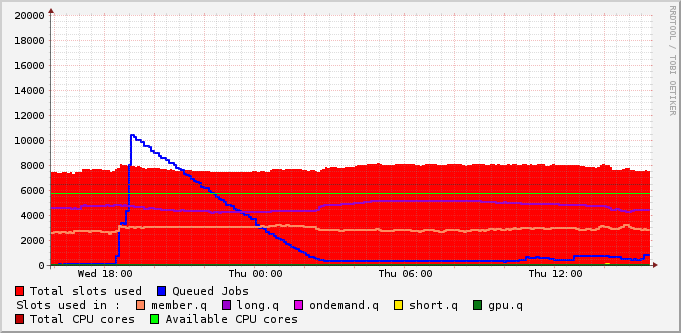 20000
18000
16000
14000
12000
10000
8000
6000
4000
2000
0
Wed 18:00 Thu 00:00 Thu 06:00 Thu 12:00
RRDTOOL / TOBI OETIKER
Total slots used Queued Jobs
Slots used in : member.q long.q ondemand.q short.q gpu.q
Total CPU cores Available CPU cores